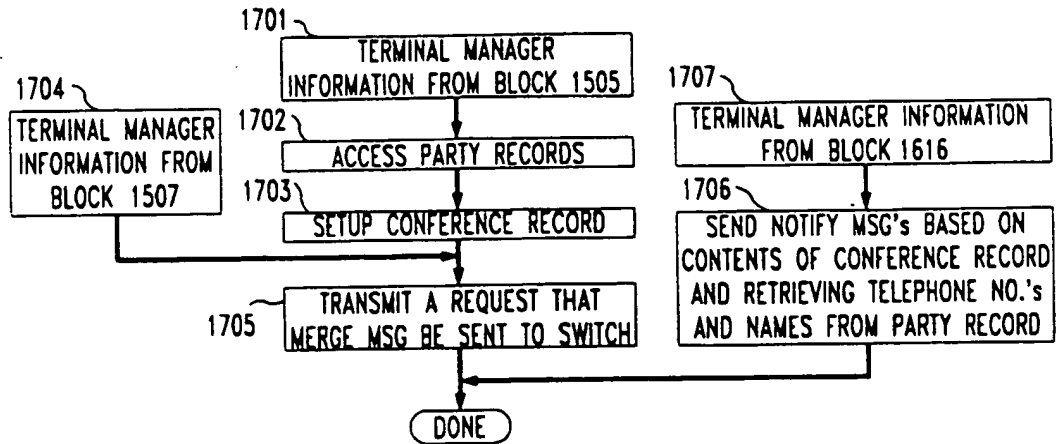 1701
TERMINAL MANAGER
INFORMATION FROM BLOCK 1505
1704
TERMINAL MANAGER
INFORMATION FROM
BLOCK 1507
1702
ACCESS PARTY RECORDS
1703
SETUP CONFERENCE RECORD
1705
TRANSMIT A REQUEST THAT
MERGE MSG BE SENT TO SWITCH
1707
TERMINAL MANAGER INFORMATION
FROM BLOCK 1616
1706
SEND NOTIFY MSG's BASED ON
CONTENTS OF CONFERENCE RECORD
AND RETRIEVING TELEPHONE NO.'s
AND NAMES FROM PARTY RECORD
DONE